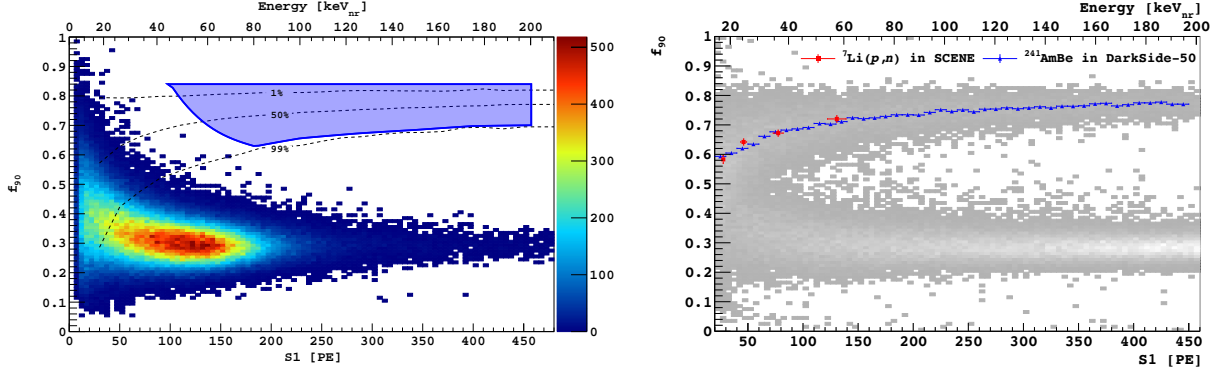 Energy [keVnr]
0 20 40 60 80 100 120 140 160 180 200
f90
1
0.9
0.8
0.7
0.6
0.5
0.4
0.3
0.2
0.1
0
1%
50%
99%
0 50 100 150 200 250 300 350 400 450
S1 [PE]
500
400
300
200
100
0
Energy [keVnr]
20 40 60 80 100 120 140 160 180 200
f90
1
0.9
0.8
0.7
0.6
0.5
0.4
0.3
0.2
0.1
0
7Li(p,n) in SCENE
241AmBe in DarkSide-50
50 100 150 200 250 300 350 400 450
S1 [PE]